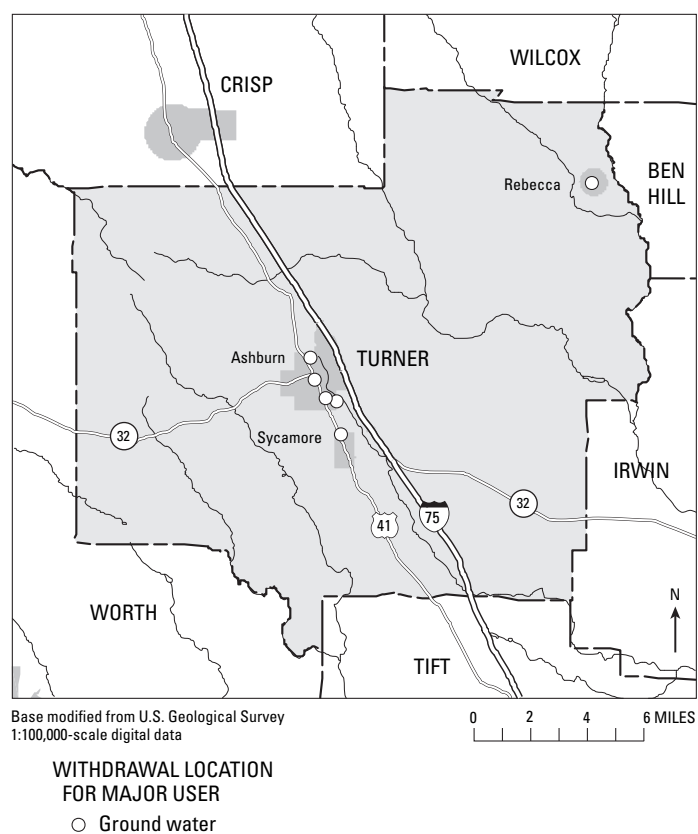 WILCOX
CRISP
BEN
HILL
Rebecca
Ashburn
TURNER
Sycamore
32
IRWIN
32
75
41
N
WORTH
TIFT
Base modified from U.S. Geological Survey
1:100,000-scale digital data
0 2 4 6 MILES
WITHDRAWAL LOCATION
FOR MAJOR USER
Ground water